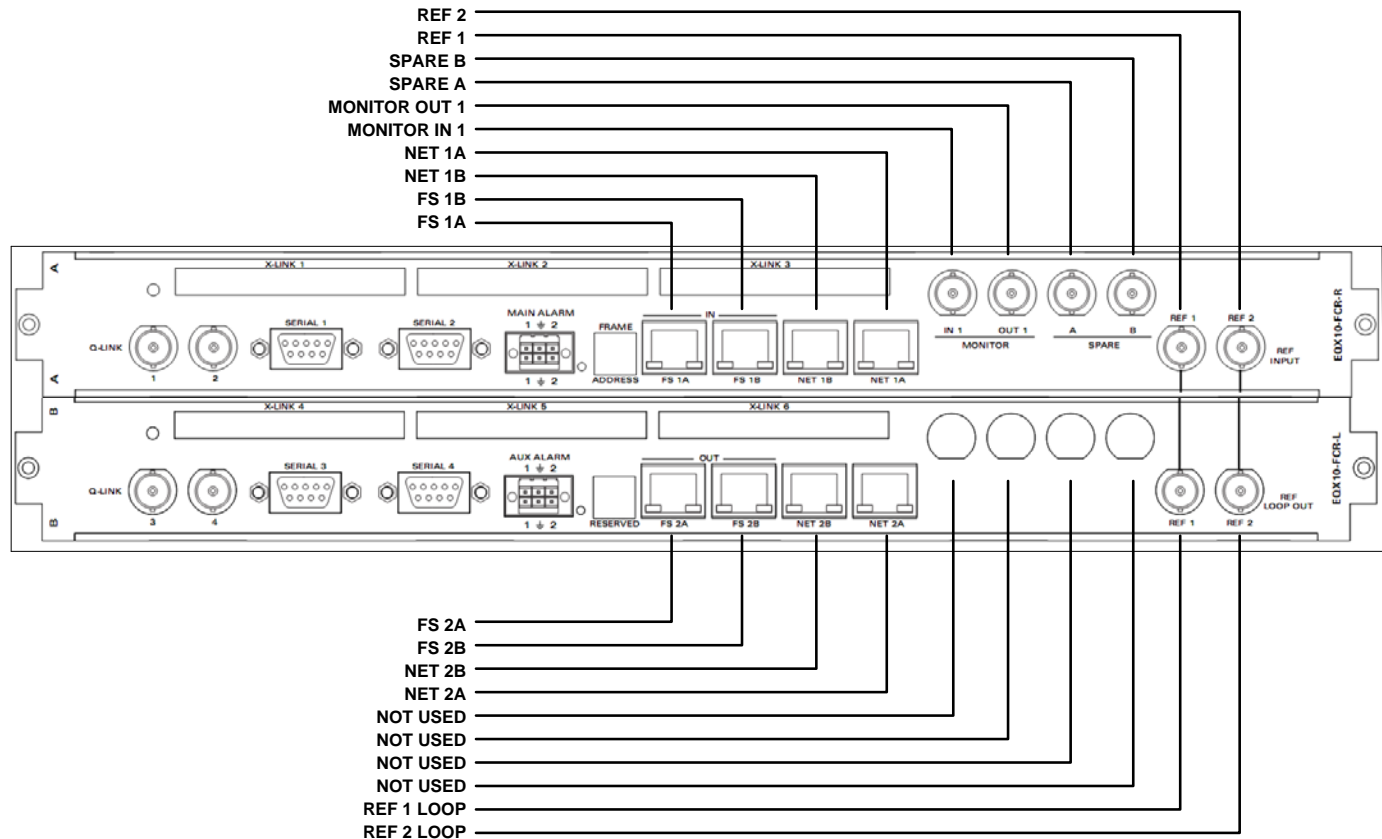 REF 2
REF 1
SPARE B
SPARE A
MONITOR OUT 1
MONITOR IN 1
NET 1A
NET 1B
FS 1B
FS 1A
A
X-LINK 1
X-LINK 2
X-LINK 3
SERIAL 1
SERIAL 2
MAIN ALARM
1 2
FRAME
IN
Q-LINK
1
2
1 2
ADDRESS
FS 1A
FS 1B
NET 1B
NET 1A
IN 1
OUT 1
MONITOR
A
B
SPARE
REF 1
REF 2
REF
INPUT
EQX10-FCR-R
A
B
X-LINK 4
X-LINK 5
X-LINK 6
SERIAL 3
SERIAL 4
AUX ALARM
1 2
OUT
Q-LINK
3
4
1 2
RESERVED
FS 2A
FS 2B
NET 2B
NET 2A
REF 1
REF 2
REF
LOOP OUT
EQX10-FCR-L
B
FS 2A
FS 2B
NET 2B
NET 2A
NOT USED
NOT USED
NOT USED
NOT USED
REF 1 LOOP
REF 2 LOOP